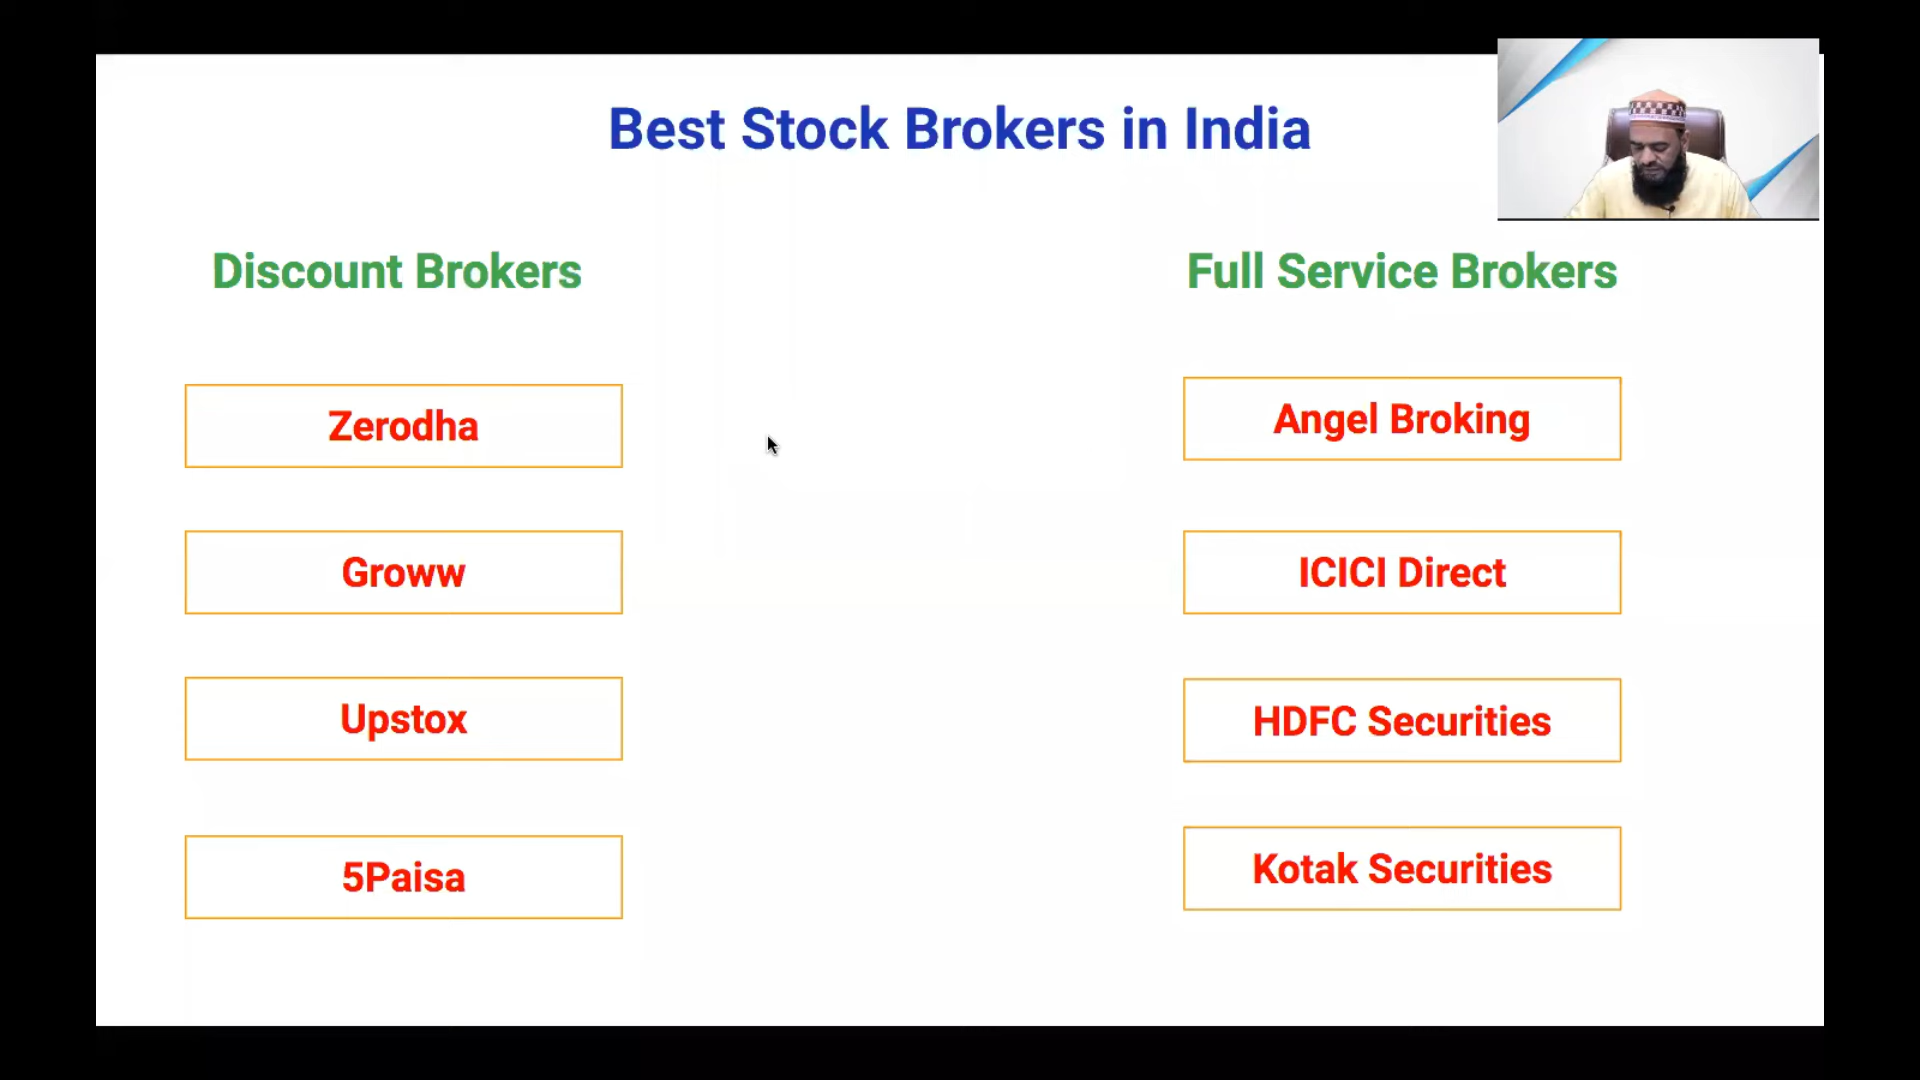 Best Stock Brokers in India
Discount Brokers
Zerodha
Groww
Upstox
5Paisa
Full Service Brokers
Angel Broking
ICICI Direct
HDFC Securities
Kotak Securities